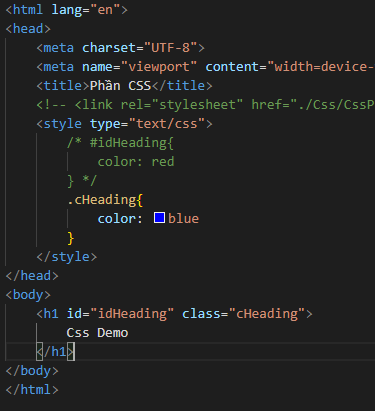 <html lang="en">
<head>
    <meta charset="UTF-8">
    <meta name="viewport" content="width=device-
    <title>Phần CSS</title>
    <!-- <link rel="stylesheet" href="./Css/CssP
    <style type="text/css">
        /* #idHeading{
            color: red
        } */
        .cHeading{
            color: blue
        }
    </style>
</head>
<body>
    <h1 id="idHeading" class="cHeading">
        Css Demo
    </h1>
</body>
</html>